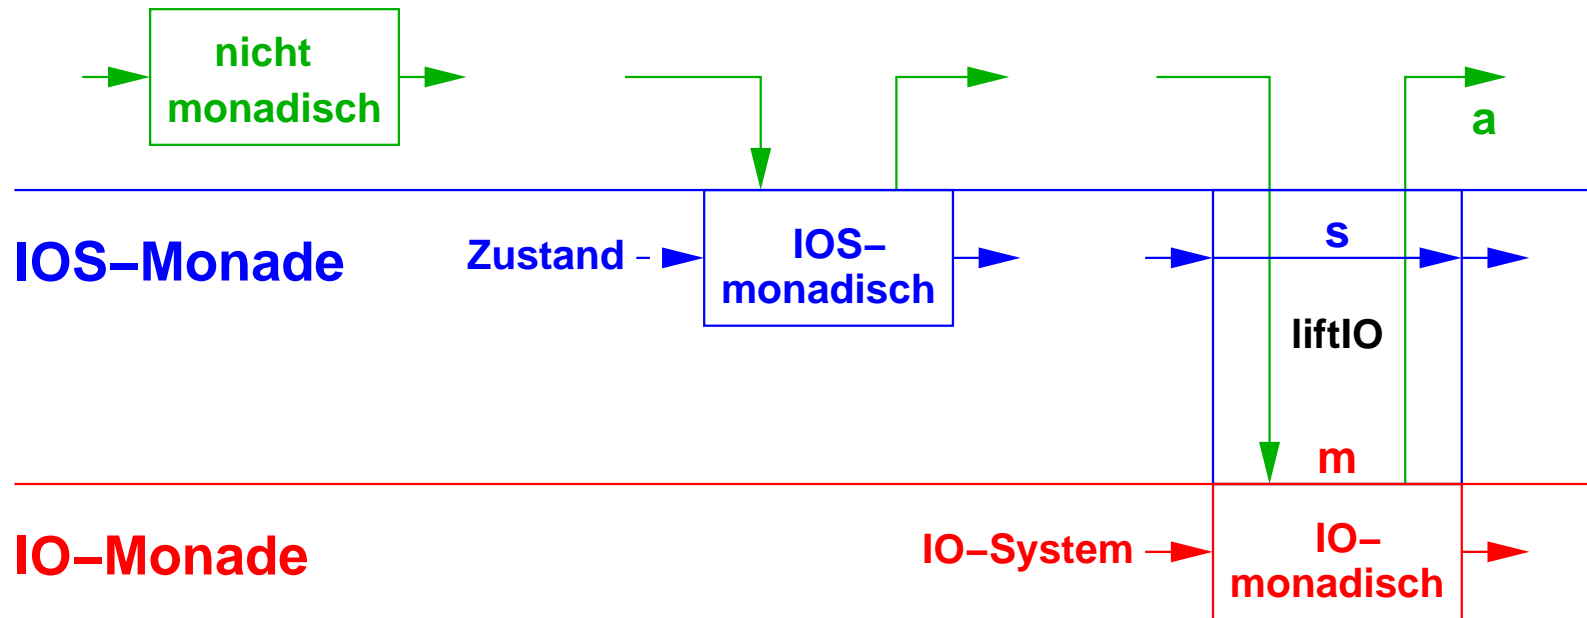 nicht
monadisch
a
IOS–Monade
Zustand
IOS–
monadisch
s
liftIO
m
IO–Monade
IO–System
IO–
monadisch